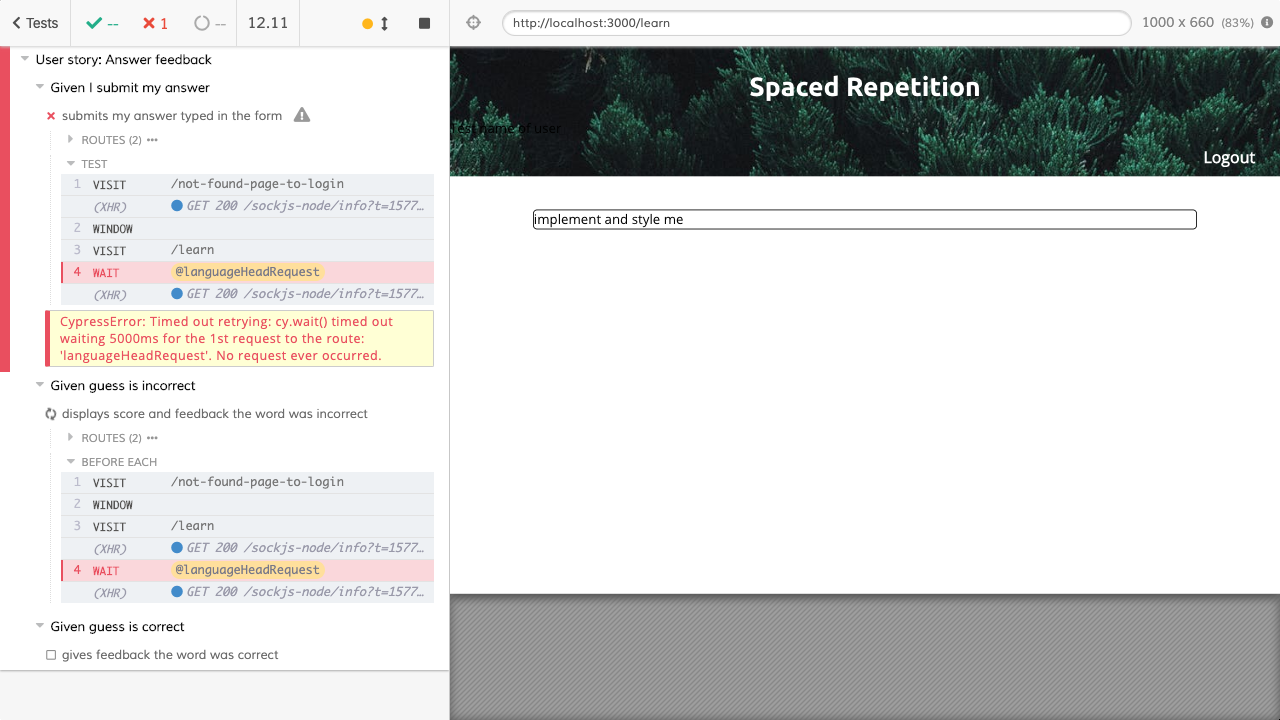 Tests
--
1
--
12.11
http://localhost:3000/learn
1000 x 660 (83%)
User story: Answer feedback
Given I submit my answer
submits my answer typed in the form
ROUTES (2)
TEST
1 VISIT /not-found-page-to-login
(XHR) GET 200 /sockjs-node/info?t=1577…
2 WINDOW
3 VISIT /learn
4 WAIT @languageHeadRequest
(XHR) GET 200 /sockjs-node/info?t=1577…
CypressError: Timed out retrying: cy.wait() timed out
waiting 5000ms for the 1st request to the route:
'languageHeadRequest'. No request ever occurred.
Given guess is incorrect
displays score and feedback the word was incorrect
ROUTES (2)
BEFORE EACH
1 VISIT /not-found-page-to-login
2 WINDOW
3 VISIT /learn
(XHR) GET 200 /sockjs-node/info?t=1577…
4 WAIT @languageHeadRequest
(XHR) GET 200 /sockjs-node/info?t=1577…
Given guess is correct
gives feedback the word was correct
Spaced Repetition
Test name of user
Logout
implement and style me